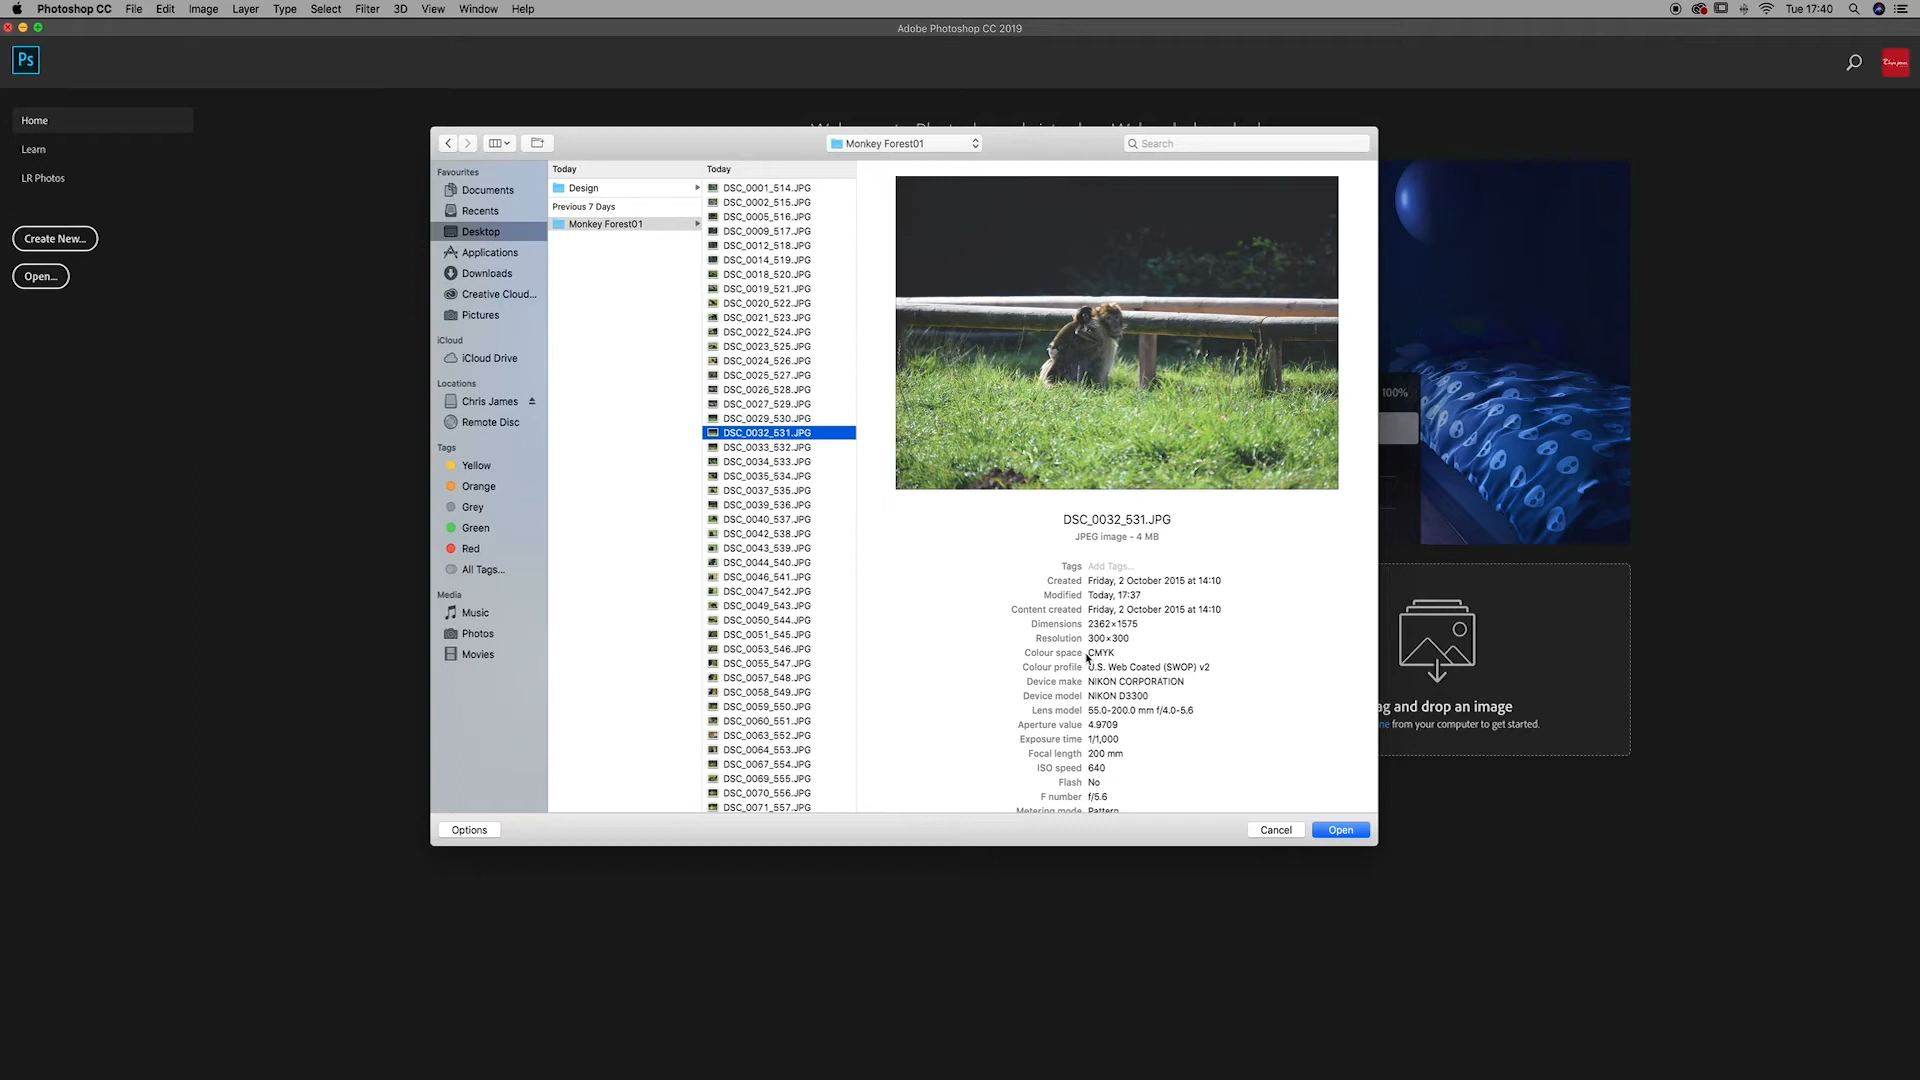 Photoshop CC File Edit Image Layer Type Select Filter 3D View Window Help Tue 17:40
Adobe Photoshop CC 2019
Ps
Home
Learn
LR Photos
Create New...
Open...
Monkey Forest01
Search
Favourites
Documents
Recents
Desktop
Applications
Downloads
Creative Cloud...
Pictures
iCloud
iCloud Drive
Locations
Chris James
Remote Disc
Tags
Yellow
Orange
Grey
Green
Red
All Tags...
Media
Music
Photos
Movies
Today
Design
Previous 7 Days
Monkey Forest01
Today
DSC_0001_514.JPG
DSC_0002_515.JPG
DSC_0005_516.JPG
DSC_0009_517.JPG
DSC_0012_518.JPG
DSC_0014_519.JPG
DSC_0018_520.JPG
DSC_0019_521.JPG
DSC_0020_522.JPG
DSC_0021_523.JPG
DSC_0022_524.JPG
DSC_0023_525.JPG
DSC_0024_526.JPG
DSC_0025_527.JPG
DSC_0026_528.JPG
DSC_0027_529.JPG
DSC_0029_530.JPG
DSC_0032_531.JPG
DSC_0033_532.JPG
DSC_0034_533.JPG
DSC_0035_534.JPG
DSC_0037_535.JPG
DSC_0039_536.JPG
DSC_0040_537.JPG
DSC_0042_538.JPG
DSC_0043_539.JPG
DSC_0044_540.JPG
DSC_0046_541.JPG
DSC_0047_542.JPG
DSC_0049_543.JPG
DSC_0050_544.JPG
DSC_0051_545.JPG
DSC_0053_546.JPG
DSC_0055_547.JPG
DSC_0057_548.JPG
DSC_0058_549.JPG
DSC_0059_550.JPG
DSC_0060_551.JPG
DSC_0063_552.JPG
DSC_0064_553.JPG
DSC_0067_554.JPG
DSC_0069_555.JPG
DSC_0070_556.JPG
DSC_0071_557.JPG
DSC_0032_531.JPG
JPEG image - 4 MB
Tags Add Tags...
Created Friday, 2 October 2015 at 14:10
Modified Today, 17:37
Content created Friday, 2 October 2015 at 14:10
Dimensions 2362×1575
Resolution 300×300
Colour space CMYK
Colour profile U.S. Web Coated (SWOP) v2
Device make NIKON CORPORATION
Device model NIKON D3300
Lens model 55.0-200.0 mm f/4.0-5.6
Aperture value 4.9709
Exposure time 1/1,000
Focal length 200 mm
ISO speed 640
Flash No
F number f/5.6
Metering mode Pattern
Options
Cancel
Open
100%
ag and drop an image
ne from your computer to get started.